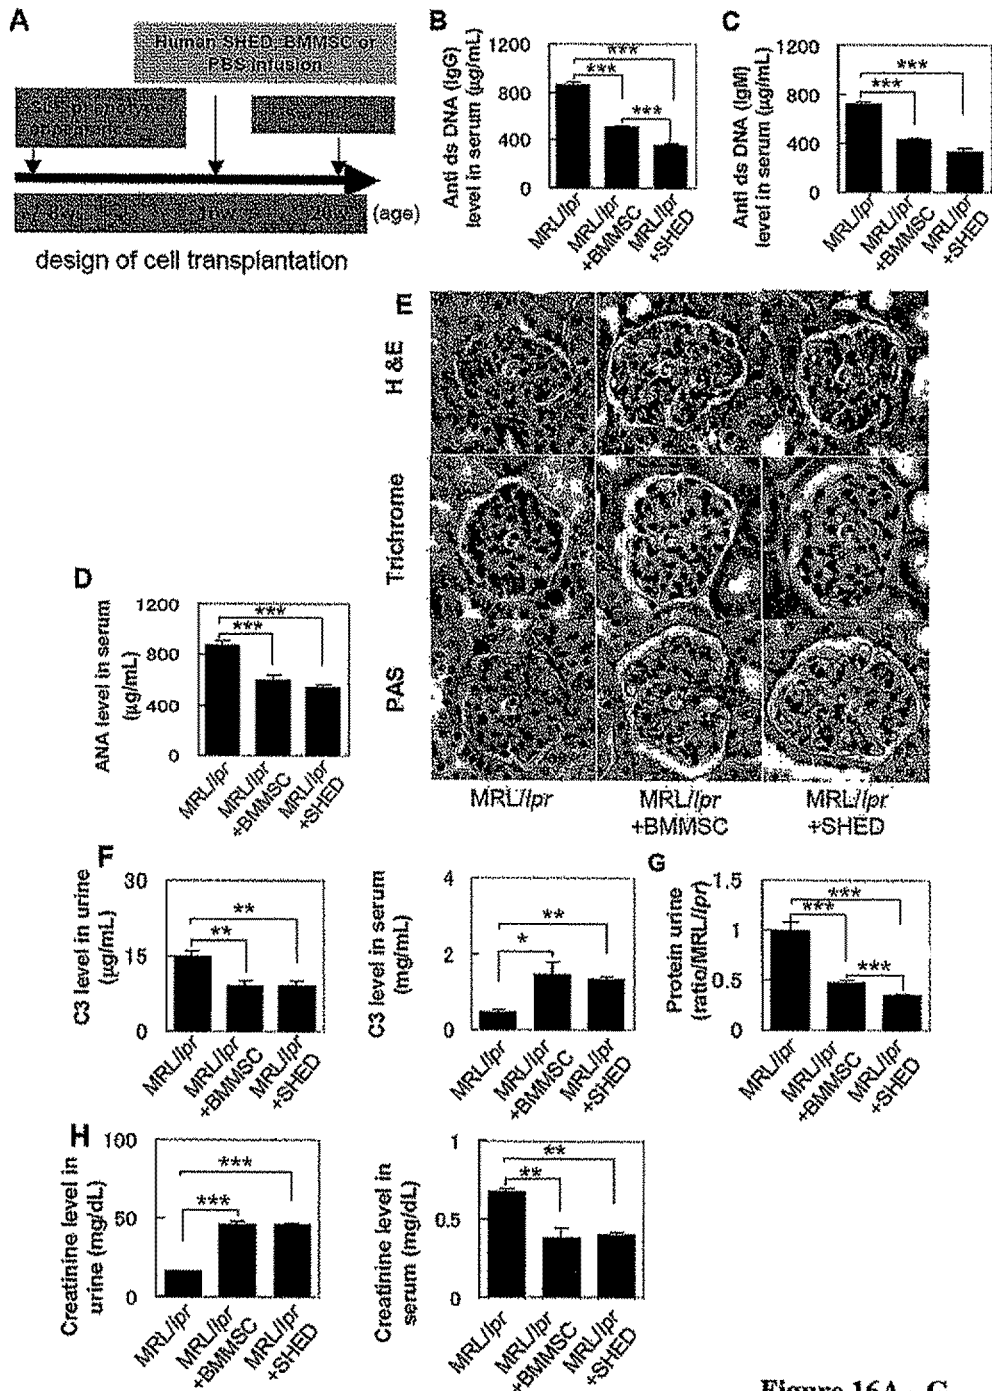 A
Human SHED, BMMSC or
PBS infusion
(age)
design of cell transplantation
B
Anti ds DNA (IgG)
level in serum (µg/mL)
1200
800
400
0
***
***
***
MRL/lpr
MRL/lpr
+BMMSC
MRL/lpr
+SHED
C
Anti ds DNA (IgM)
level in serum (µg/mL)
1200
800
400
0
***
***
MRL/lpr
MRL/lpr
+BMMSC
MRL/lpr
+SHED
D
ANA level in serum
(µg/mL)
1200
800
400
0
***
***
MRL/lpr
MRL/lpr
+BMMSC
MRL/lpr
+SHED
E
H &E
Trichrome
PAS
G
G
G
G
G
G
G
G
G
MRL/lpr
MRL/lpr
+BMMSC
MRL/lpr
+SHED
F
C3 level in urine
(µg/mL)
30
15
0
**
**
MRL/lpr
MRL/lpr
+BMMSC
MRL/lpr
+SHED
C3 level in serum
(mg/mL)
4
2
0
**
*
MRL/lpr
MRL/lpr
+BMMSC
MRL/lpr
+SHED
G
Protein urine
(ratio/MRL/lpr)
1.5
1
0.5
0
***
***
***
MRL/lpr
MRL/lpr
+BMMSC
MRL/lpr
+SHED
H
Creatinine level in
urine (mg/dL)
100
50
0
***
***
MRL/lpr
MRL/lpr
+BMMSC
MRL/lpr
+SHED
Creatinine level in
serum (mg/dL)
1
0.5
0
**
**
MRL/lpr
MRL/lpr
+BMMSC
MRL/lpr
+SHED
Figure 16A - G